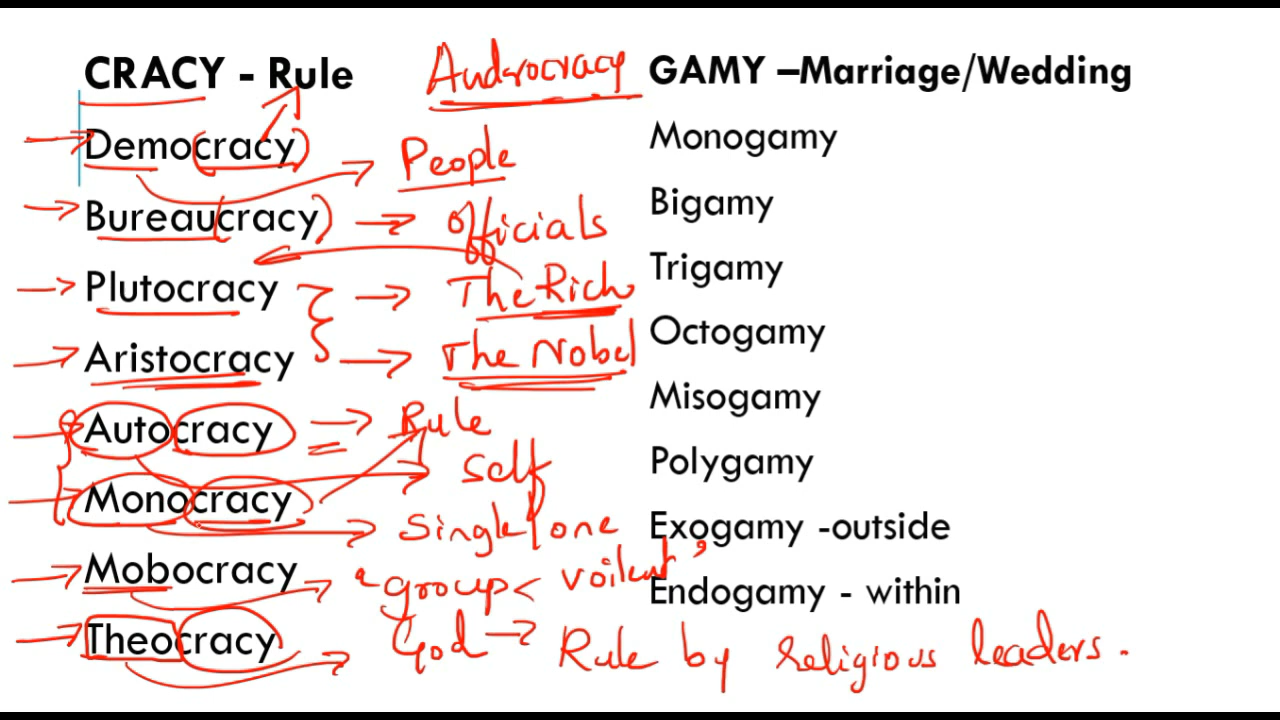 CRACY - Rule Audrocracy
Democracy People
Bureaucracy officials
Plutocracy The Rich
Aristocracy The Nobel
Autocracy Rule
self
Monocracy Single/one
Mobocracy group < voilent
Theocracy God → Rule by religious leaders.
GAMY –Marriage/Wedding
Monogamy
Bigamy
Trigamy
Octogamy
Misogamy
Polygamy
Exogamy -outside
Endogamy - within